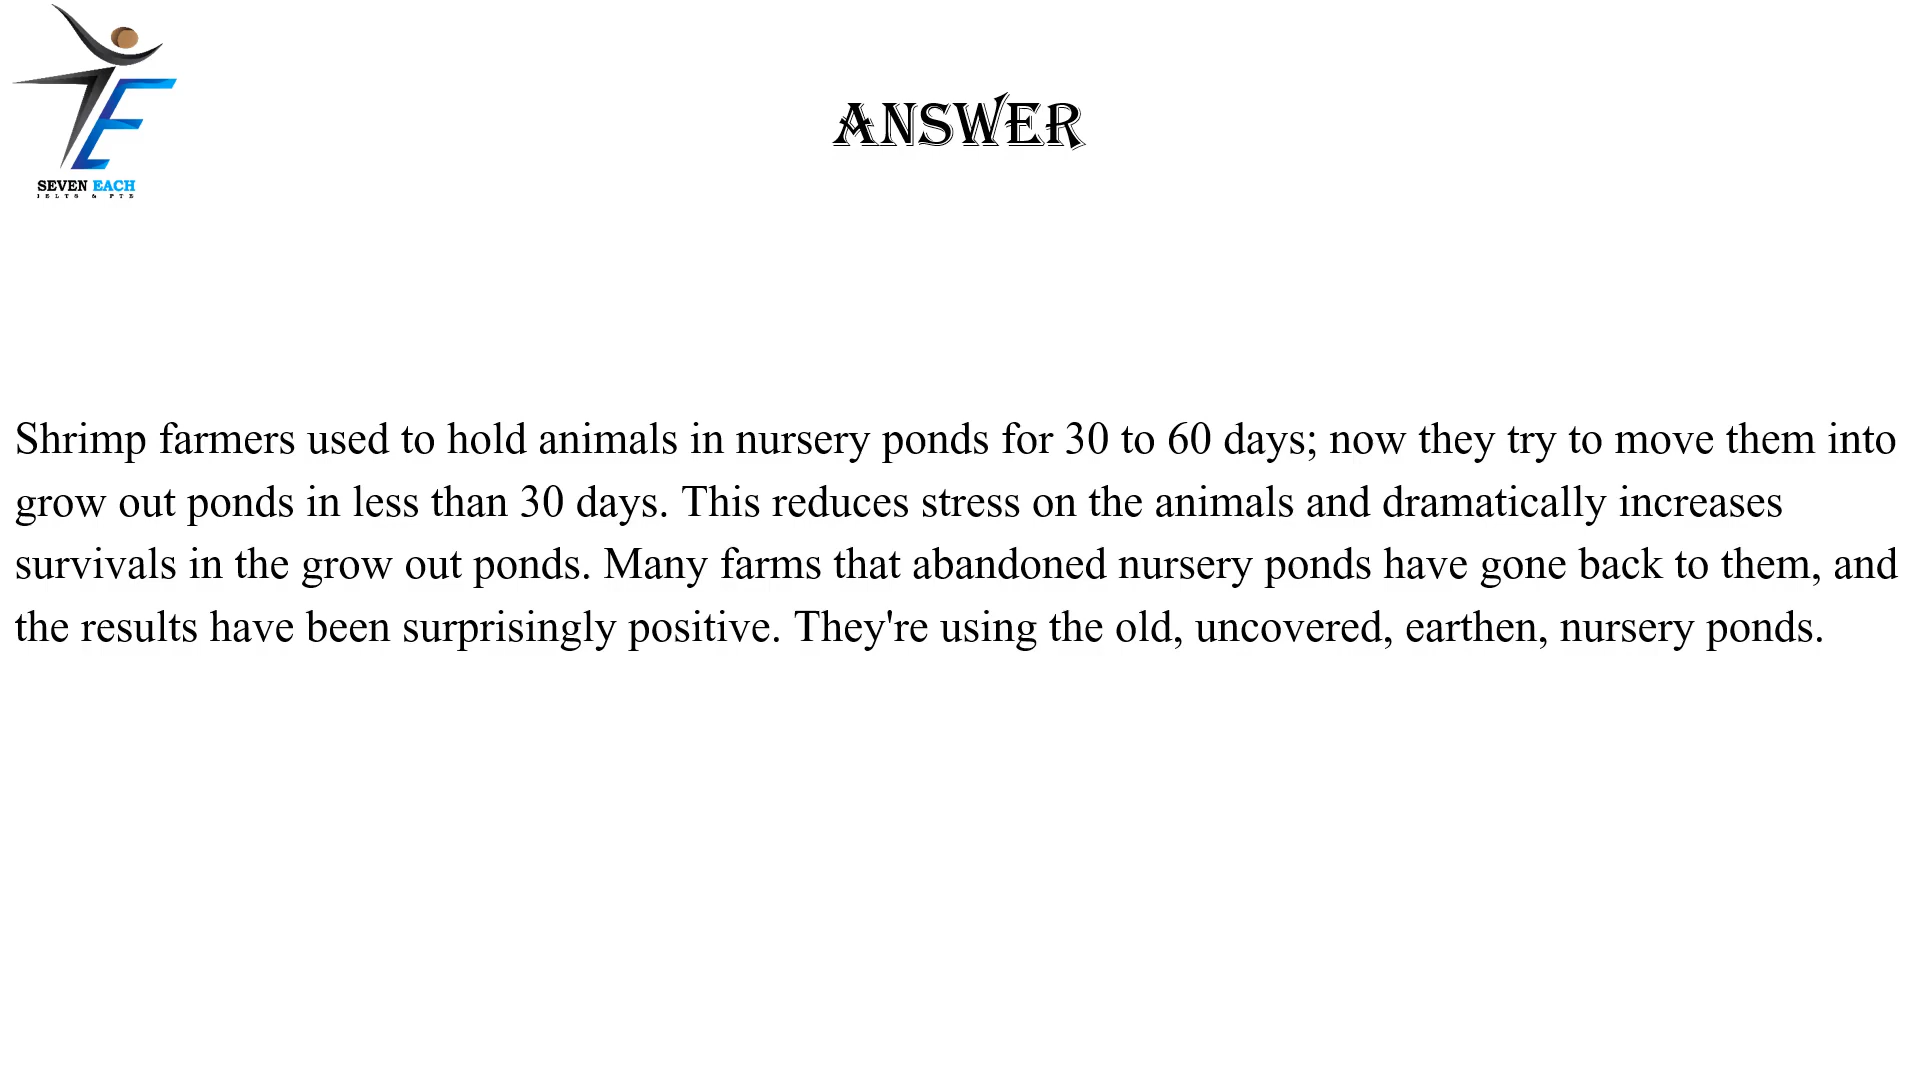 SEVEN EACH
IELTS & PTE
ANSWER
Shrimp farmers used to hold animals in nursery ponds for 30 to 60 days; now they try to move them into
grow out ponds in less than 30 days. This reduces stress on the animals and dramatically increases
survivals in the grow out ponds. Many farms that abandoned nursery ponds have gone back to them, and
the results have been surprisingly positive. They're using the old, uncovered, earthen, nursery ponds.